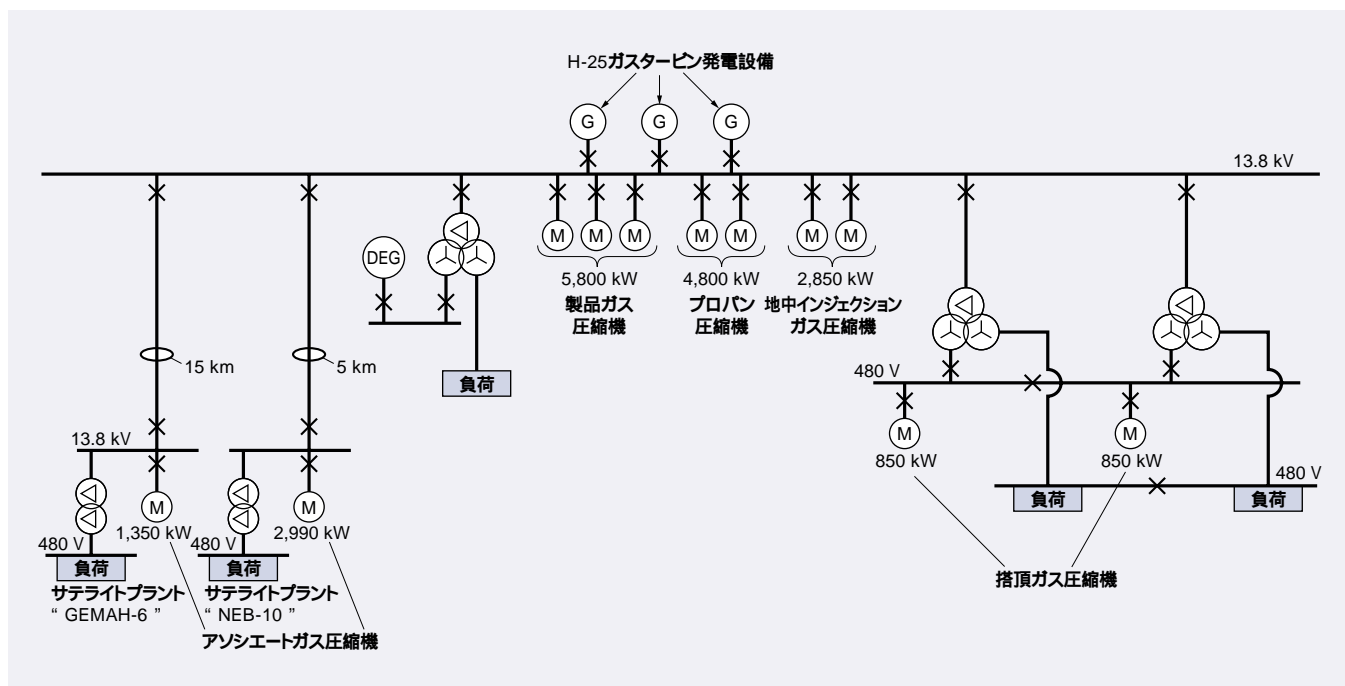 H-25ガスタービン発電設備
G
G
G
13.8 kV
DEG
M
M
M
M
M
M
M
5,800 kW
4,800 kW
2,850 kW
製品ガス
圧縮機
プロパン
圧縮機
地中インジェクション
ガス圧縮機
15 km
5 km
負荷
480 V
M
M
850 kW
850 kW
480 V
負荷
負荷
搭頂ガス圧縮機
13.8 kV
M
M
1,350 kW
2,990 kW
480 V
480 V
負荷
負荷
サテライトプラント
“ GEMAH-6 ”
サテライトプラント
“ NEB-10 ”
アソシエートガス圧縮機